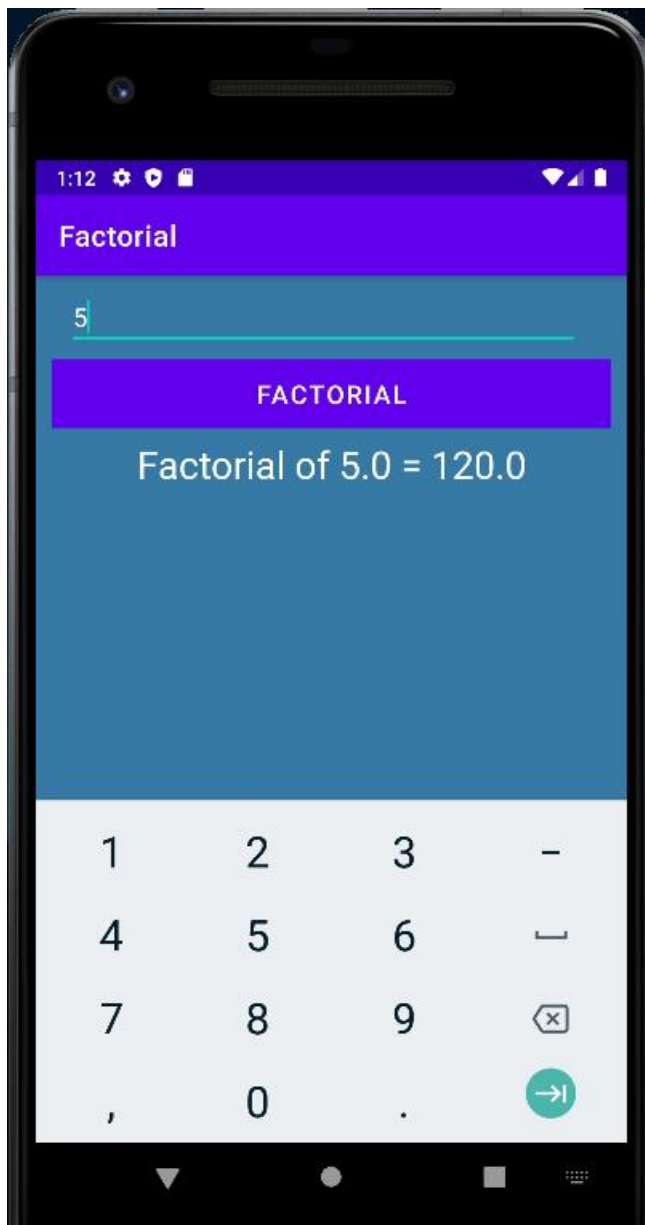 1:12
Factorial
5
FACTORIAL
Factorial of 5.0 = 120.0
1 2 3 -
4 5 6
7 8 9
, 0 .